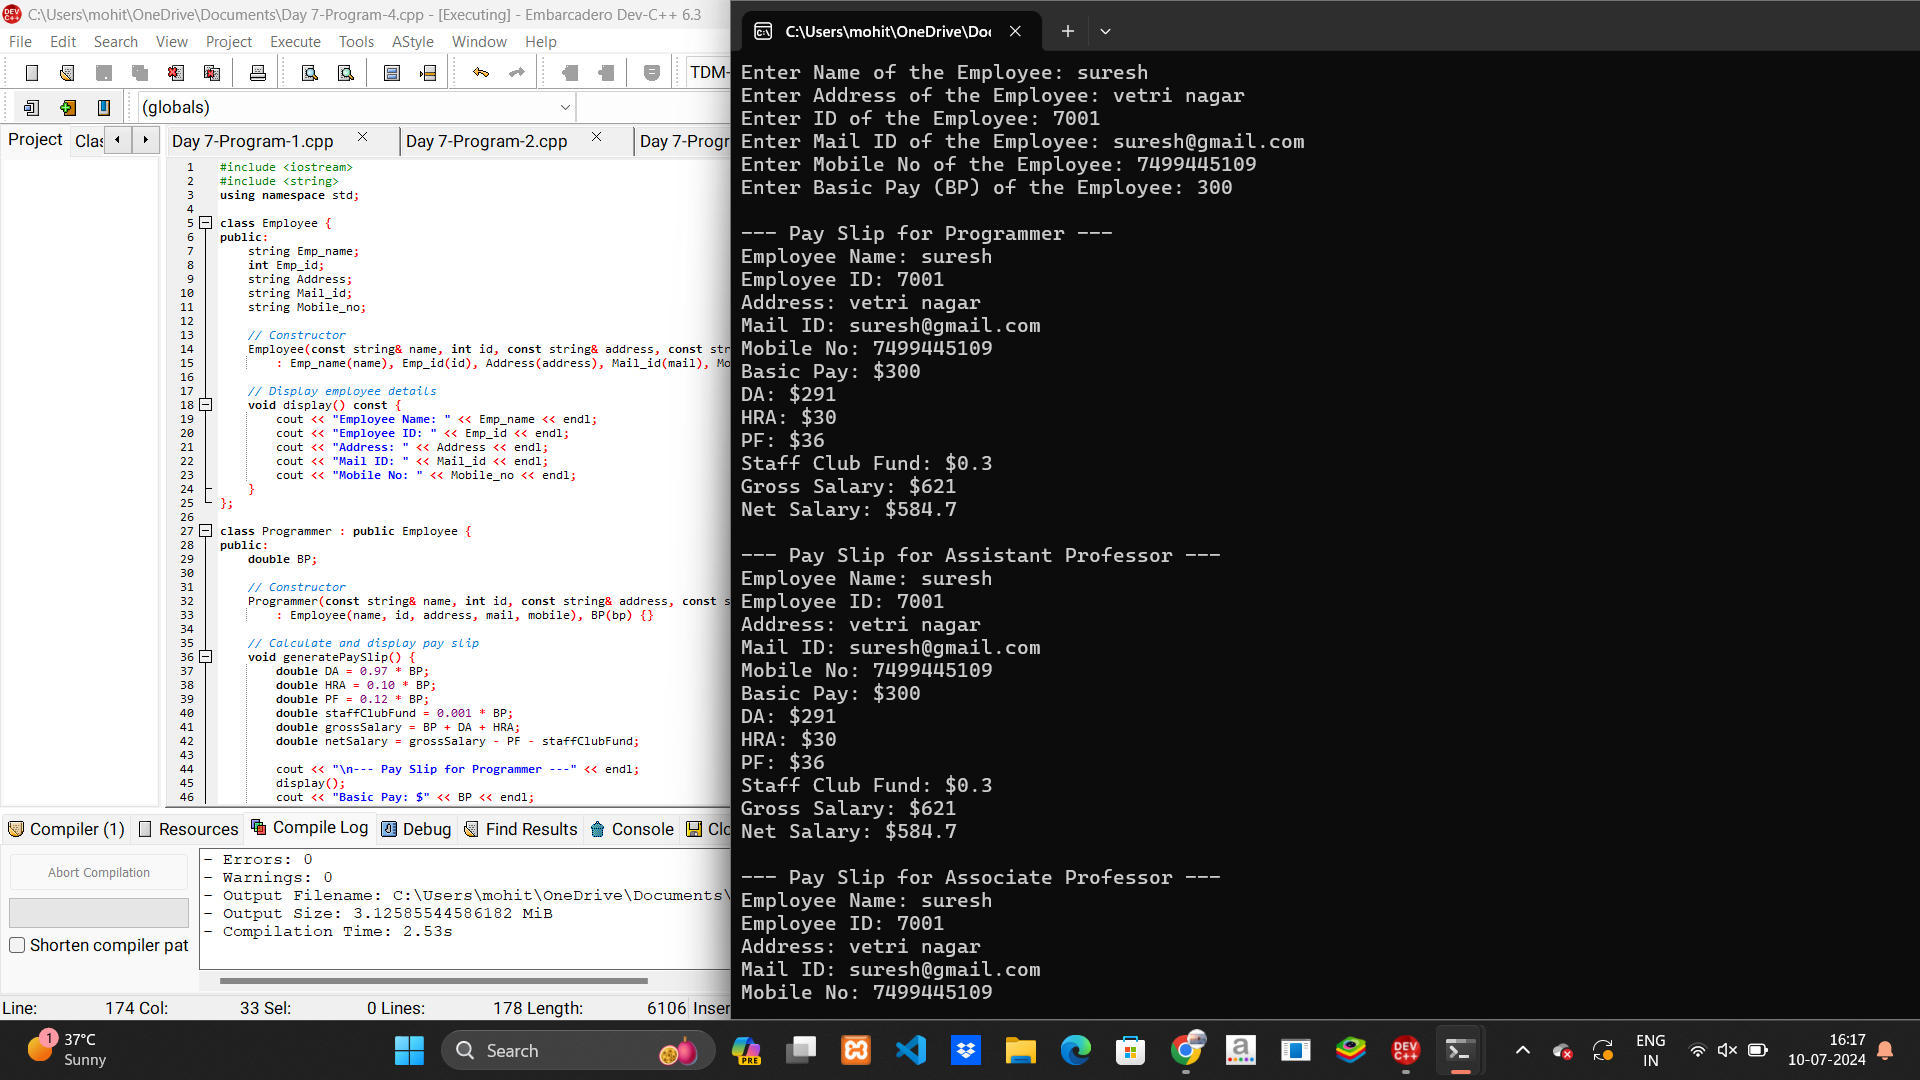 C:\Users\mohit\OneDrive\Documents\Day 7-Program-4.cpp - [Executing] - Embarcadero Dev-C++ 6.3
File Edit Search View Project Execute Tools AStyle Window Help
TDM-
(globals)
Project Clas
Day 7-Program-1.cpp Day 7-Program-2.cpp Day 7-Progr
1 #include <iostream>
2 #include <string>
3 using namespace std;
4
5 class Employee {
6 public:
7 string Emp_name;
8 int Emp_id;
9 string Address;
10 string Mail_id;
11 string Mobile_no;
12
13 // Constructor
14 Employee(const string& name, int id, const string& address, const str
15 : Emp_name(name), Emp_id(id), Address(address), Mail_id(mail), Mo
16
17 // Display employee details
18 void display() const {
19 cout << "Employee Name: " << Emp_name << endl;
20 cout << "Employee ID: " << Emp_id << endl;
21 cout << "Address: " << Address << endl;
22 cout << "Mail ID: " << Mail_id << endl;
23 cout << "Mobile No: " << Mobile_no << endl;
24 }
25 };
26
27 class Programmer : public Employee {
28 public:
29 double BP;
30
31 // Constructor
32 Programmer(const string& name, int id, const string& address, const s
33 : Employee(name, id, address, mail, mobile), BP(bp) {}
34
35 // Calculate and display pay slip
36 void generatePaySlip() {
37 double DA = 0.97 * BP;
38 double HRA = 0.10 * BP;
39 double PF = 0.12 * BP;
40 double staffClubFund = 0.001 * BP;
41 double grossSalary = BP + DA + HRA;
42 double netSalary = grossSalary - PF - staffClubFund;
43
44 cout << "\n--- Pay Slip for Programmer ---" << endl;
45 display();
46 cout << "Basic Pay: $" << BP << endl;
Compiler (1) Resources Compile Log Debug Find Results Console Clo
Abort Compilation
Shorten compiler pat
- Errors: 0
- Warnings: 0
- Output Filename: C:\Users\mohit\OneDrive\Documents\
- Output Size: 3.12585544586182 MiB
- Compilation Time: 2.53s
Line: 174 Col: 33 Sel: 0 Lines: 178 Length: 6106 Inser
C:\Users\mohit\OneDrive\Doc
Enter Name of the Employee: suresh
Enter Address of the Employee: vetri nagar
Enter ID of the Employee: 7001
Enter Mail ID of the Employee: suresh@gmail.com
Enter Mobile No of the Employee: 7499445109
Enter Basic Pay (BP) of the Employee: 300
--- Pay Slip for Programmer ---
Employee Name: suresh
Employee ID: 7001
Address: vetri nagar
Mail ID: suresh@gmail.com
Mobile No: 7499445109
Basic Pay: $300
DA: $291
HRA: $30
PF: $36
Staff Club Fund: $0.3
Gross Salary: $621
Net Salary: $584.7
--- Pay Slip for Assistant Professor ---
Employee Name: suresh
Employee ID: 7001
Address: vetri nagar
Mail ID: suresh@gmail.com
Mobile No: 7499445109
Basic Pay: $300
DA: $291
HRA: $30
PF: $36
Staff Club Fund: $0.3
Gross Salary: $621
Net Salary: $584.7
--- Pay Slip for Associate Professor ---
Employee Name: suresh
Employee ID: 7001
Address: vetri nagar
Mail ID: suresh@gmail.com
Mobile No: 7499445109
1 37°C
Sunny
Search
PRE
a
DEV C++
ENG
IN
16:17
10-07-2024